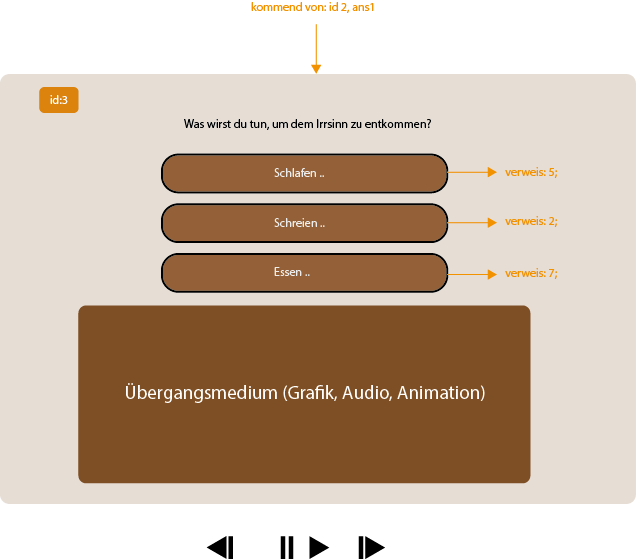 kommend von: id 2, ans1
id:3
Was wirst du tun, um dem Irrsinn zu entkommen?
Schlafen ..
verweis: 5;
Schreien ..
verweis: 2;
Essen ..
verweis: 7;
Übergangsmedium (Grafik, Audio, Animation)